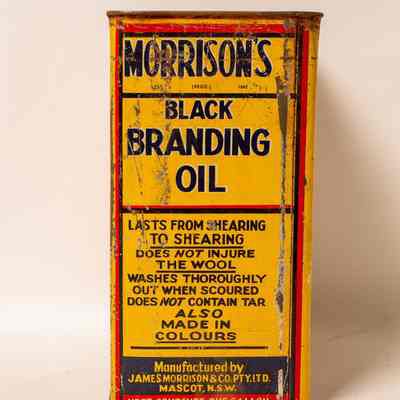 MORRISON'S
BLACK
BRANDING
OIL
LASTS FROM SHEARING
TO SHEARING
DOES NOT INJURE
THE WOOL
WASHES THOROUGHLY
OUT WHEN SCOURED
DOES NOT CONTAIN TAR
ALSO
MADE IN
COLOURS
Manufactured by
JAMES MORRISON & CO. PTY. LTD.
MASCOT, N.S.W.